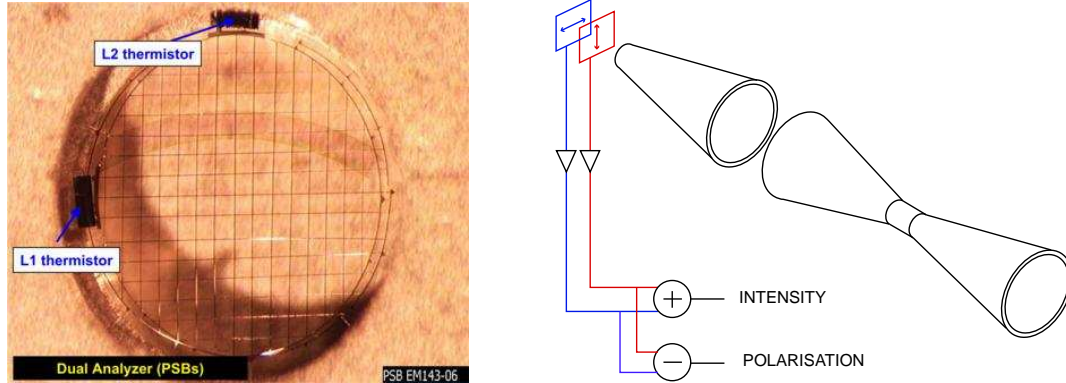 L2 thermistor
L1 thermistor
Dual Analyzer (PSBs)
PSB EM143-06
INTENSITY
POLARISATION